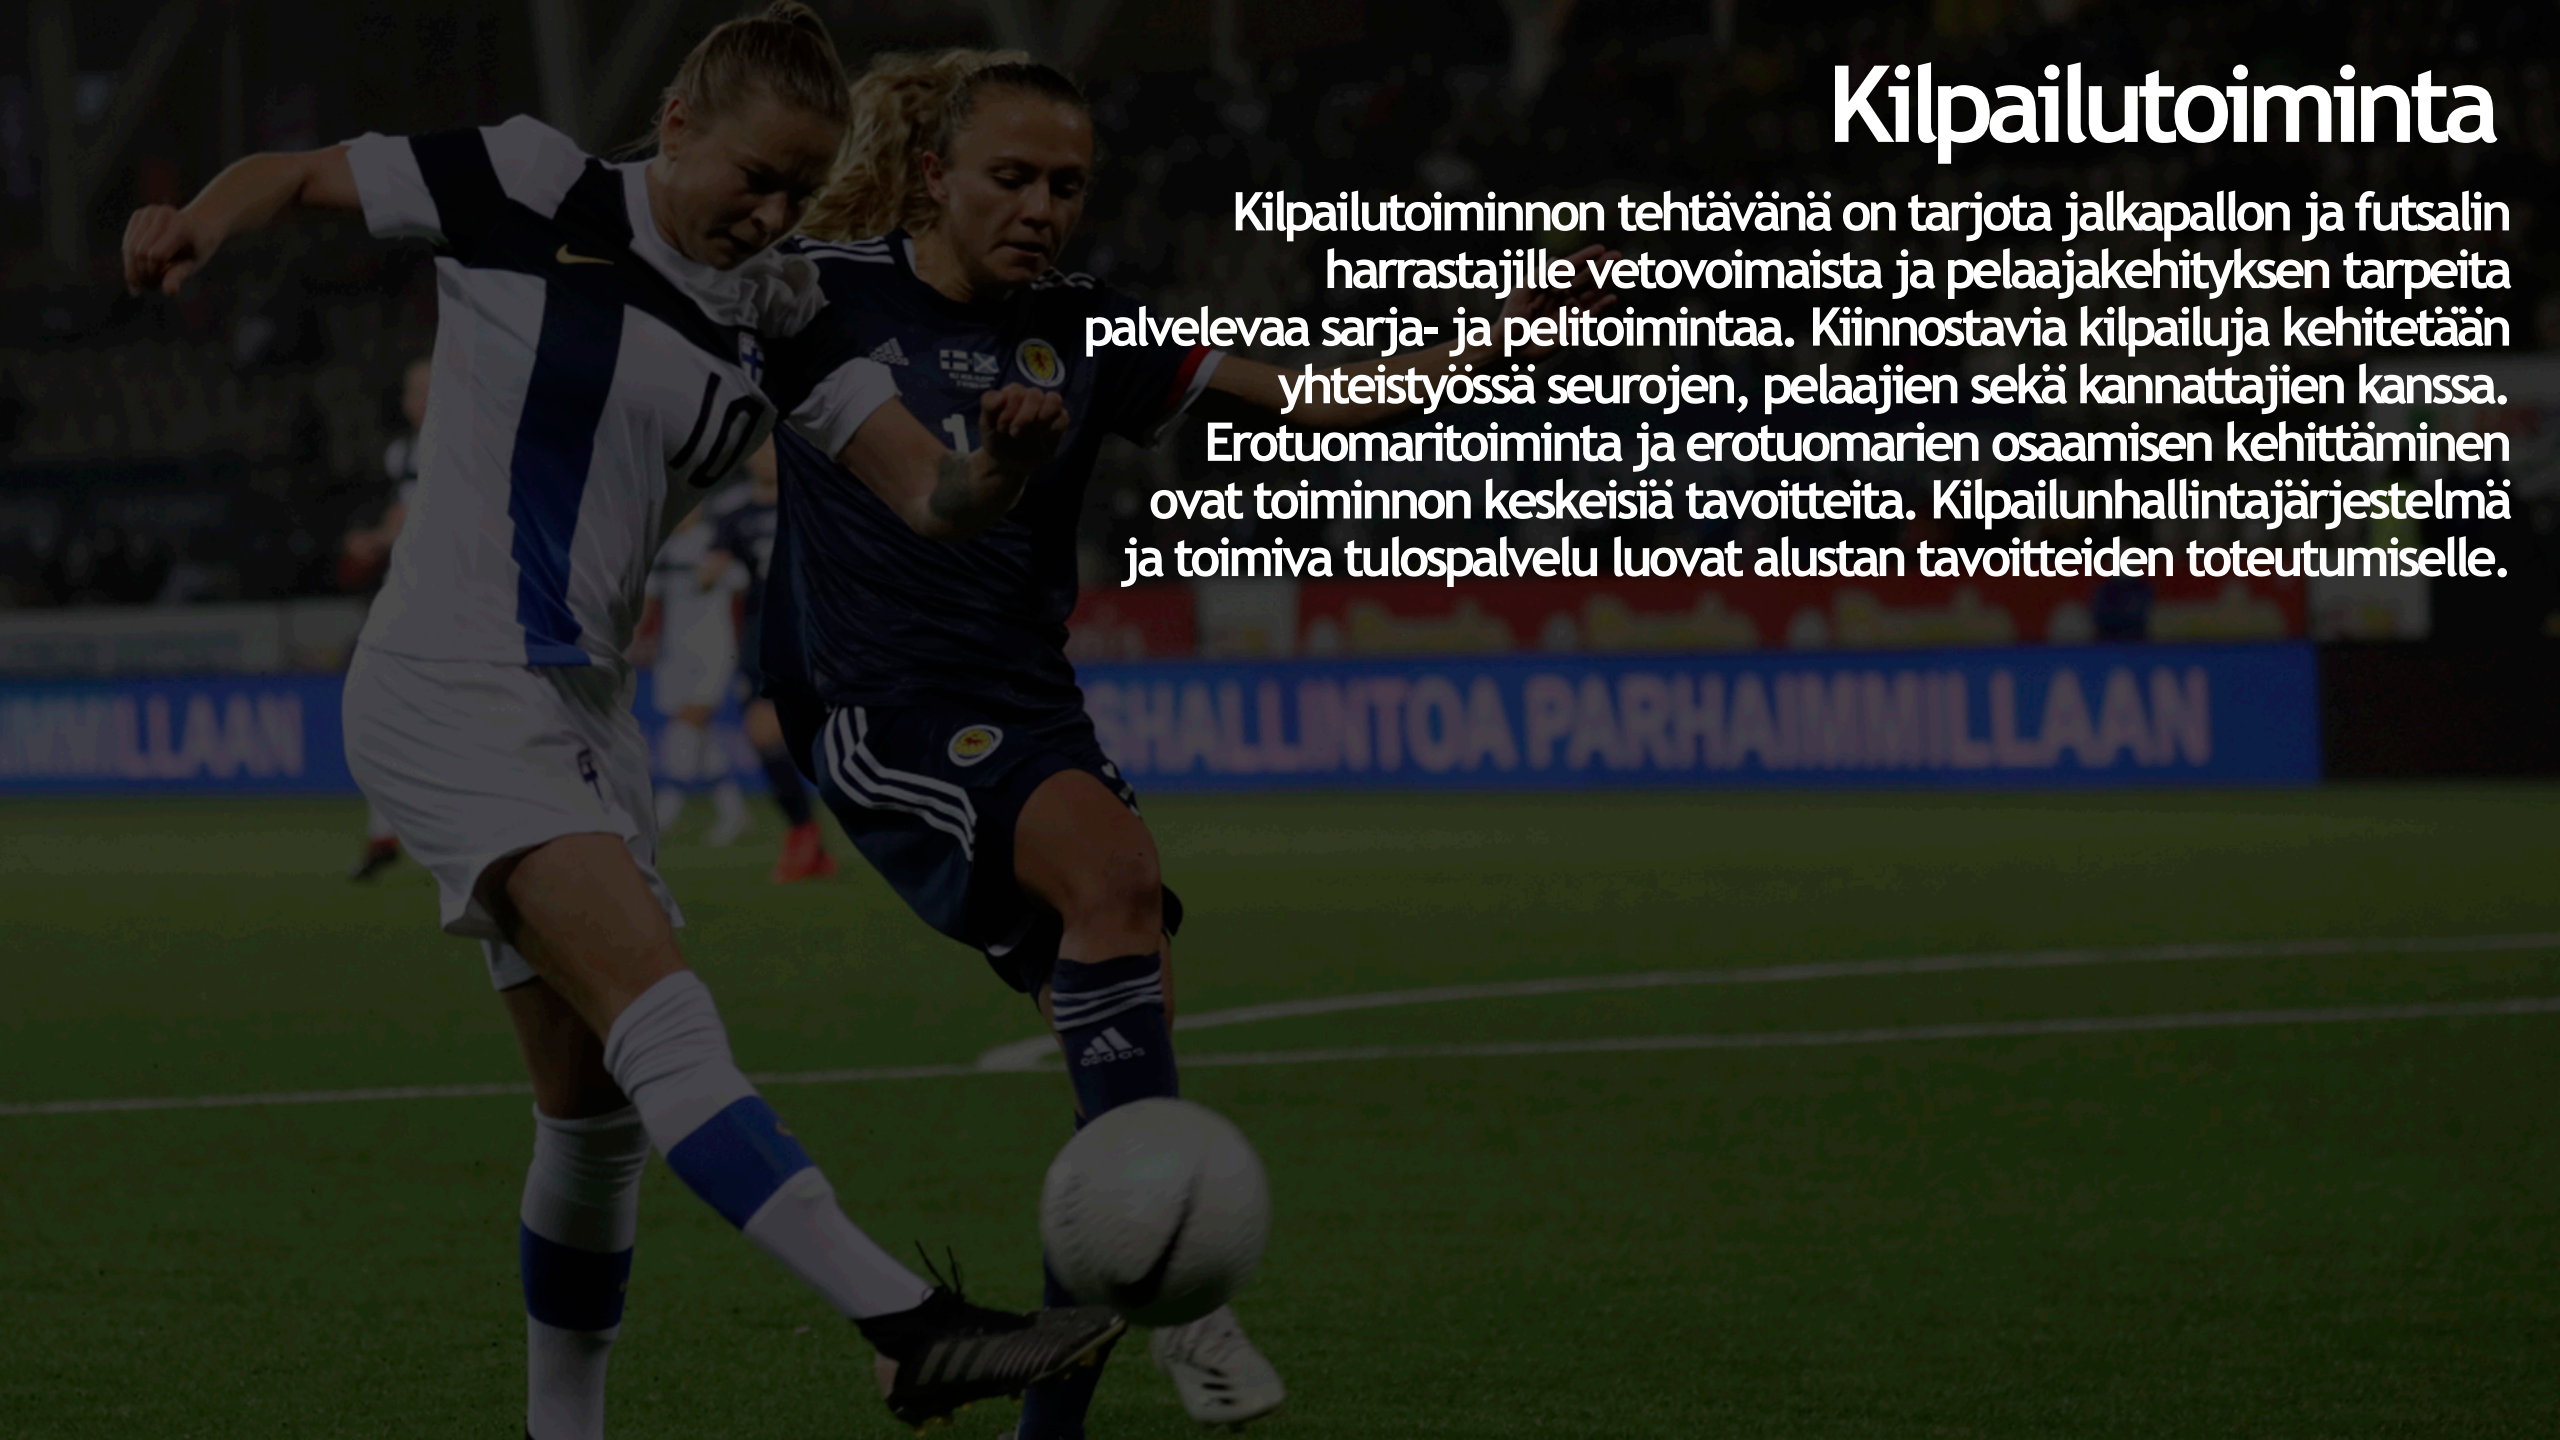 Kilpailutoiminta
Kilpailutoiminnon tehtävänä on tarjota jalkapallon ja futsalin
harrastajille vetovoimaista ja pelaajakehityksen tarpeita
palvelevaa sarja- ja pelitoimintaa. Kiinnostavia kilpailuja kehitetään
yhteistyössä seurojen, pelaajien sekä kannattajien kanssa.
Erotuomaritoiminta ja erotuomarien osaamisen kehittäminen
ovat toiminnon keskeisiä tavoitteita. Kilpailunhallintajärjestelmä
ja toimiva tulospalvelu luovat alustan tavoitteiden toteutumiselle.
10
SHALLINTOA PARHAIMMILLAAN
adidas